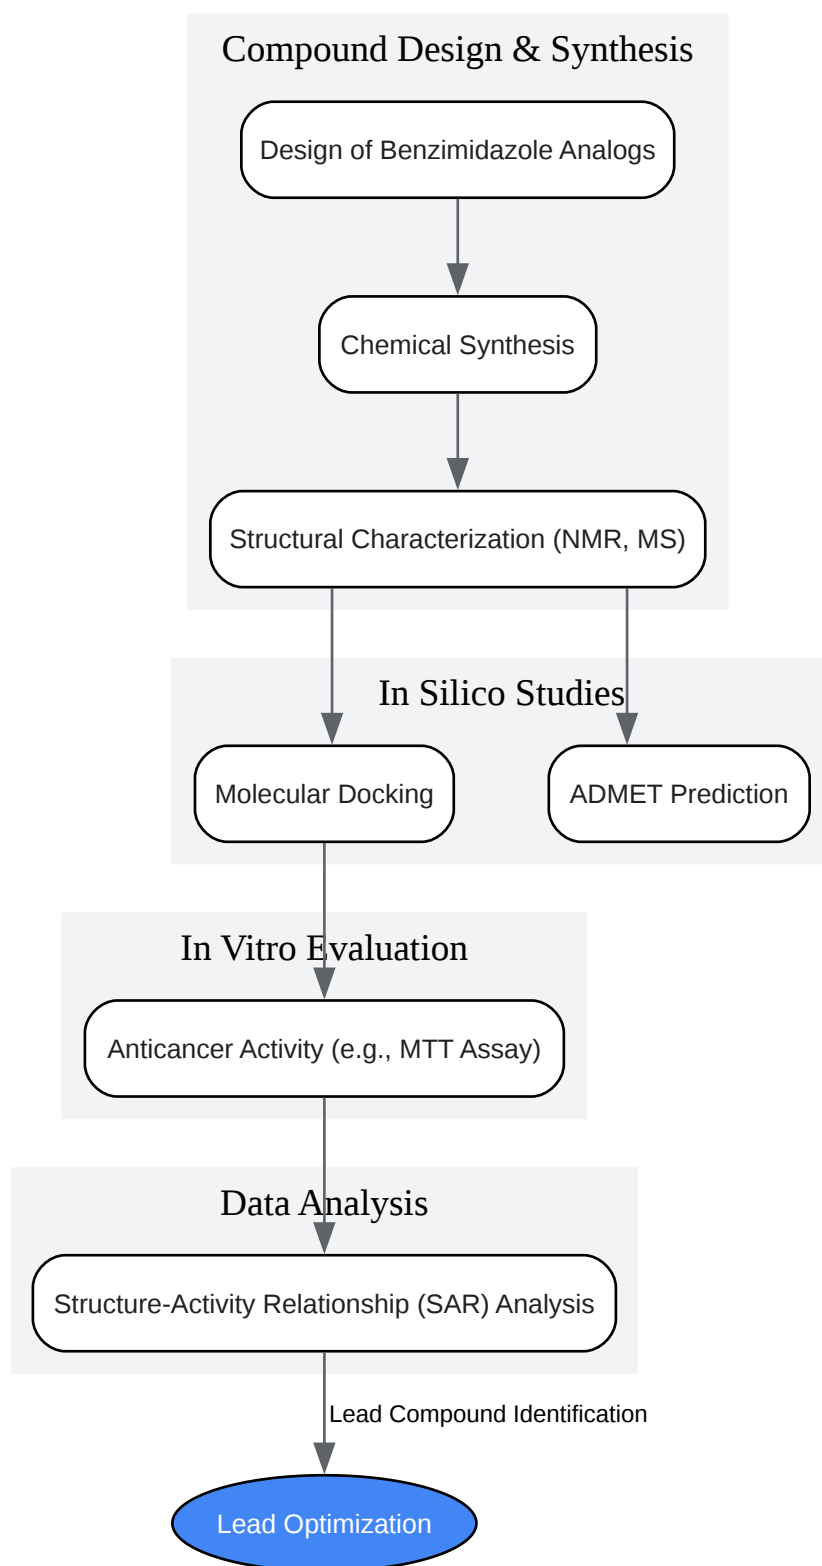 Compound Design & Synthesis
Design of Benzimidazole Analogs
Chemical Synthesis
Structural Characterization (NMR, MS)
In Silico Studies
Molecular Docking
ADMET Prediction
In Vitro Evaluation
Anticancer Activity (e.g., MTT Assay)
Data Analysis
Structure-Activity Relationship (SAR) Analysis
Lead Compound Identification
Lead Optimization